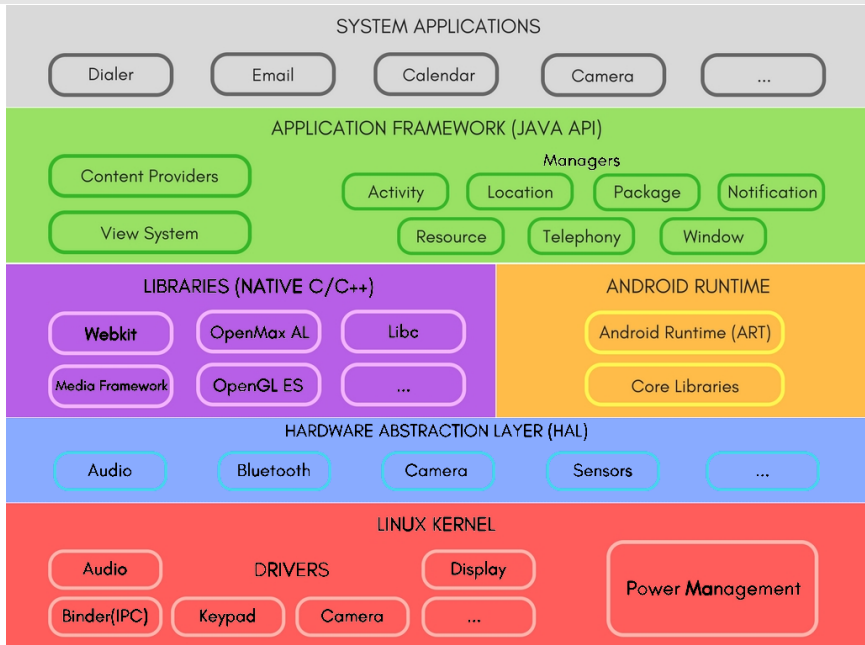 SYSTEM APPLICATIONS
Dialer
Email
Calendar
Camera
...
APPLICATION FRAMEWORK (JAVA API)
Content Providers
View System
Managers
Activity
Location
Package
Notification
Resource
Telephony
Window
LIBRARIES (NATIVE C/C++)
Webkit
OpenMax AL
Libc
Media Framework
OpenGL ES
...
ANDROID RUNTIME
Android Runtime (ART)
Core Libraries
HARDWARE ABSTRACTION LAYER (HAL)
Audio
Bluetooth
Camera
Sensors
...
LINUX KERNEL
Audio
DRIVERS
Display
Binder(IPC)
Keypad
Camera
...
Power Management